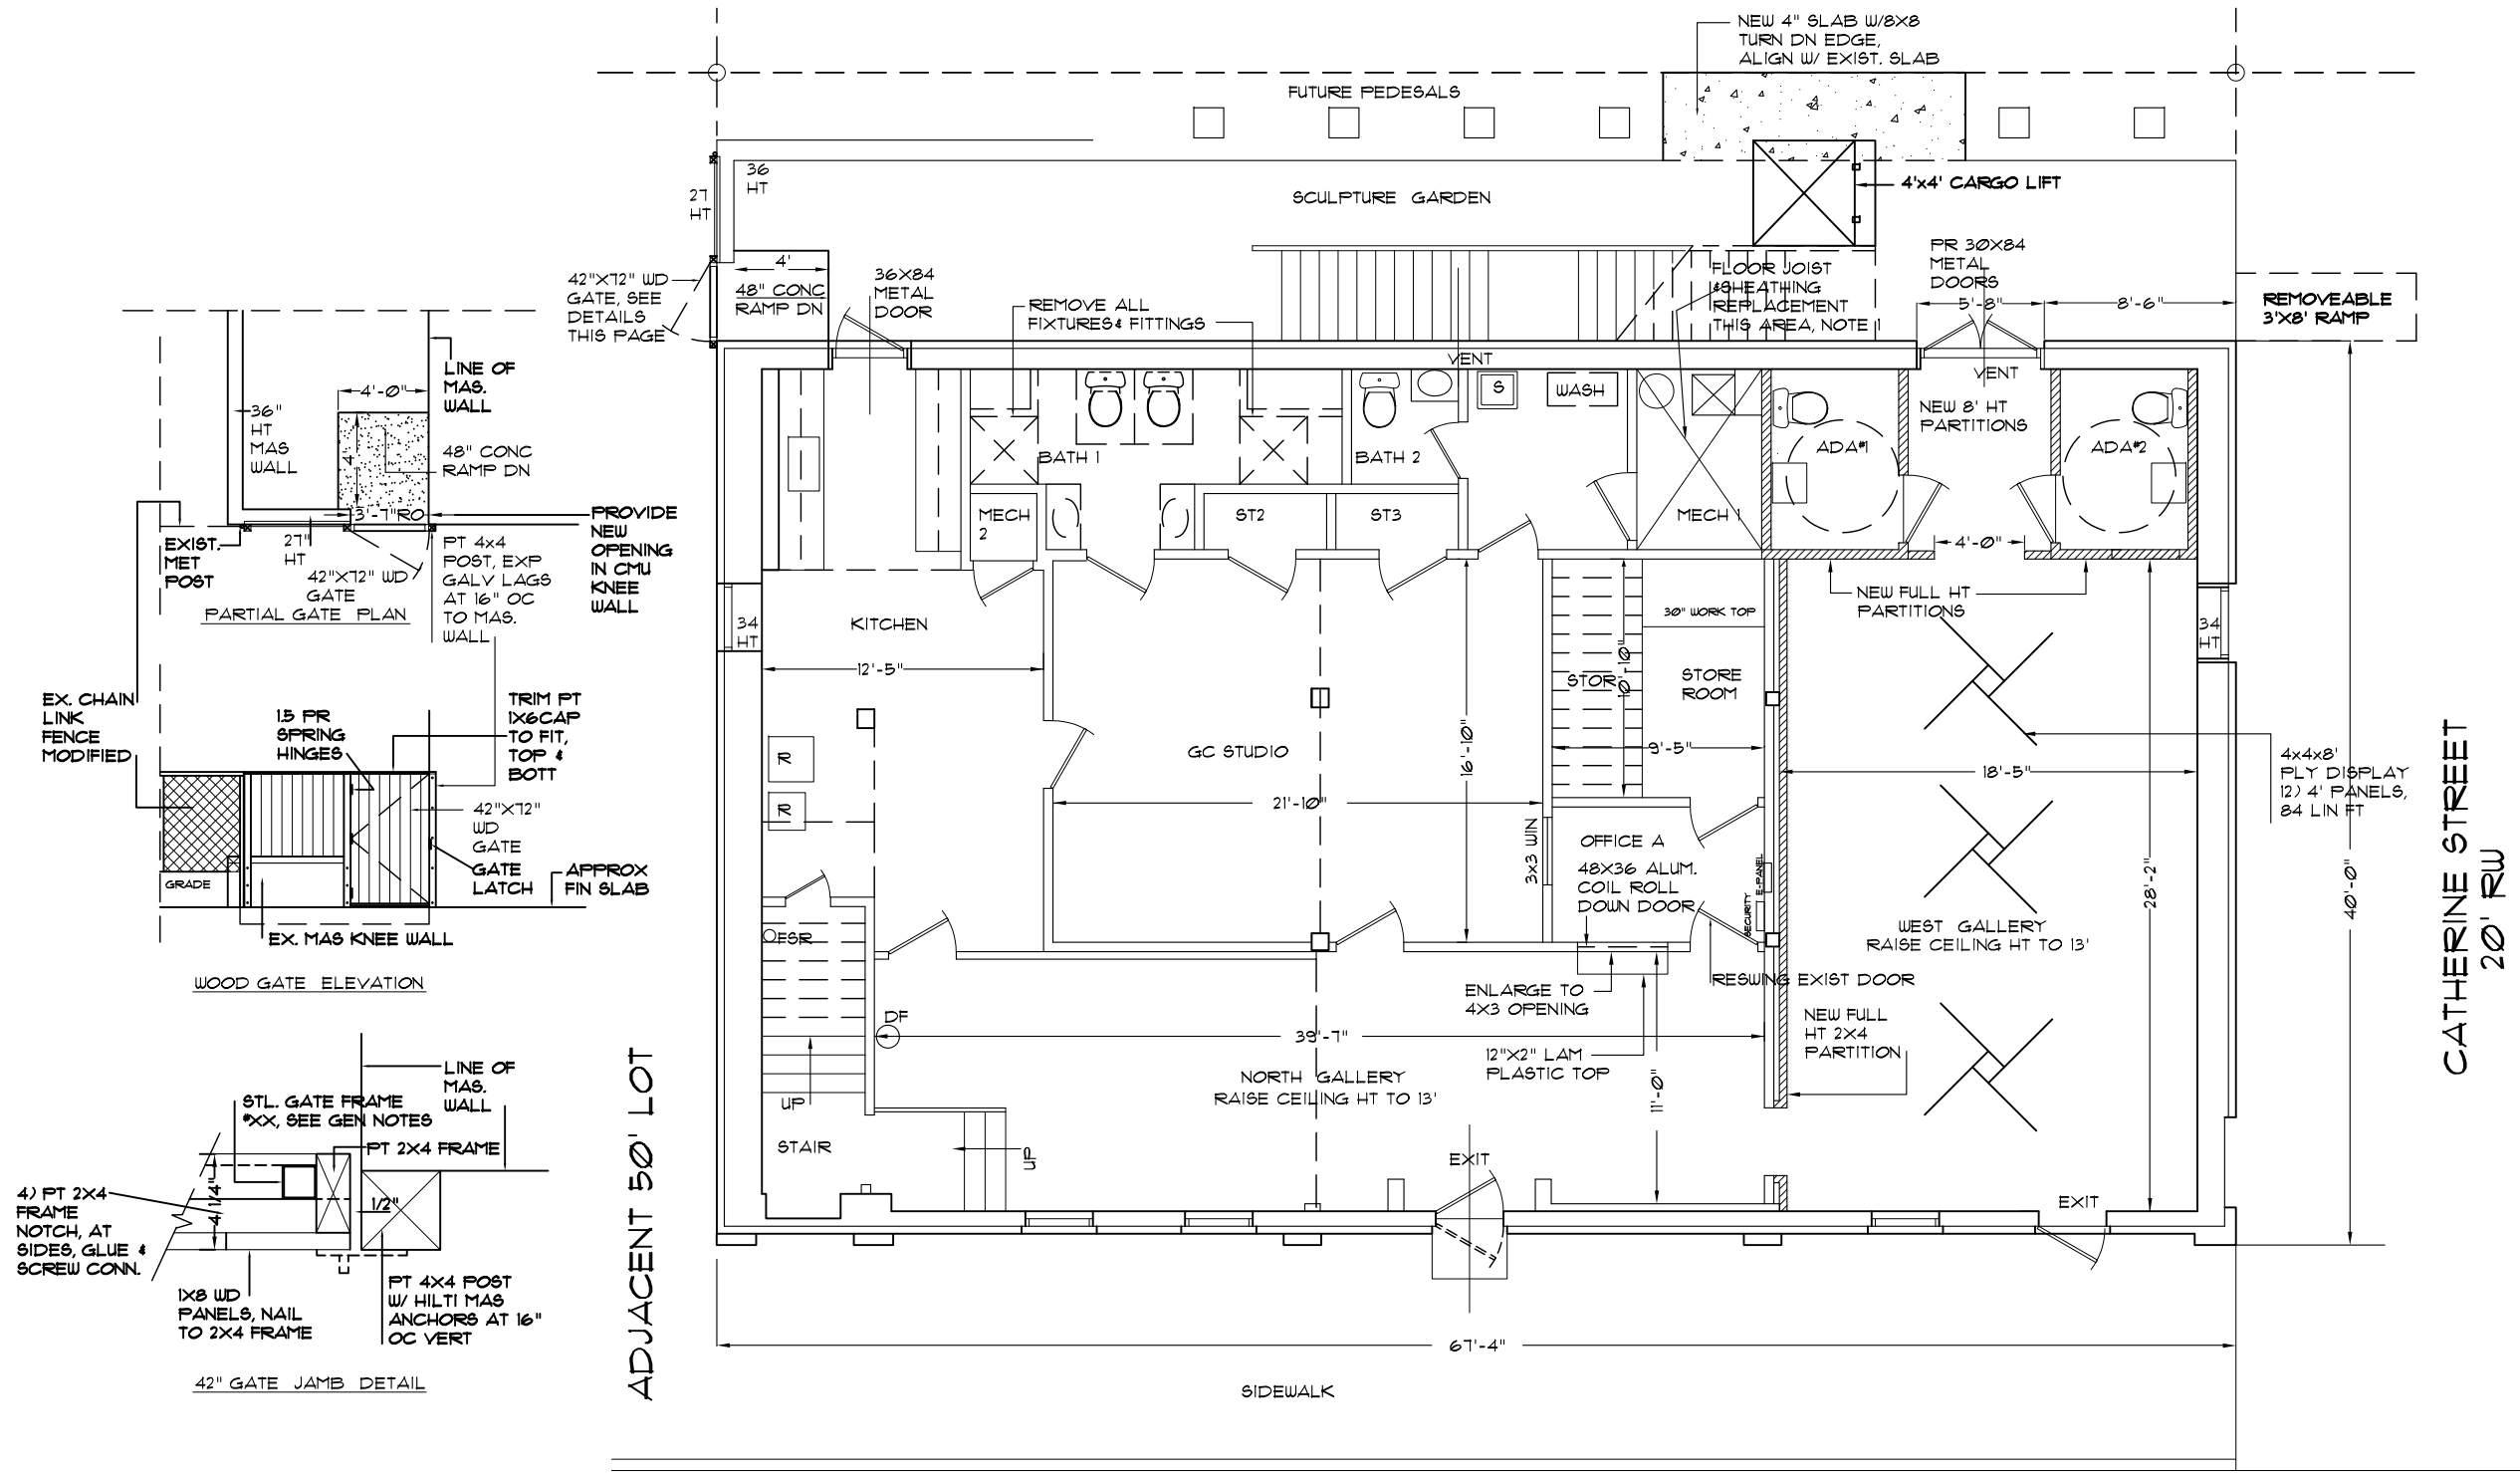 NEW 4" SLAB W/8X8
TURN DN EDGE,
ALIGN W/ EXIST. SLAB
FUTURE PEDESALS
36
HT
27
HT
SCULPTURE GARDEN
4'x4' CARGO LIFT
42"X72" WD
GATE, SEE
DETAILS
THIS PAGE
4'
48" CONC
RAMP DN
36X84
METAL
DOOR
REMOVE ALL
FIXTURES& FITTINGS
FLOOR JOIST
&SHEATHING
REPLACEMENT
THIS AREA, NOTE 1
PR 30X84
METAL
DOORS
5'-8"
8'-6"
REMOVEABLE
3'X8' RAMP
VENT
VENT
LINE OF
MAS.
WALL
4'-0"
36"
HT
MAS
WALL
4'
48" CONC
RAMP DN
3'-7"RO
PROVIDE
NEW
OPENING
IN CMU
KNEE
WALL
EXIST.
MET
POST
27"
HT
42"X72" WD
GATE
PT 4x4
POST, EXP
GALV LAGS
AT 16" OC
TO MAS.
WALL
PARTIAL GATE PLAN
S
WASH
BATH 1
BATH 2
NEW 8' HT
PARTITIONS
ADA#1
ADA#2
MECH
2
ST2
ST3
MECH 1
4'-0"
NEW FULL HT
PARTITIONS
34
HT
KITCHEN
12'-5"
30" WORK TOP
34
HT
STOR
10'-10"
STORE
ROOM
R
R
GC STUDIO
16'-10"
9'-5"
18'-5"
21'-10"
4x4x8'
PLY DISPLAY
12) 4' PANELS,
84 LIN FT
EX. CHAIN
LINK
FENCE
MODIFIED
1.5 PR
SPRING
HINGES
TRIM PT
1X6CAP
TO FIT,
TOP &
BOTT
42"X72"
WD
GATE
GATE
LATCH
GRADE
APPROX
FIN SLAB
EX. MAS KNEE WALL
WOOD GATE ELEVATION
3x3 WIN
OFFICE A
48X36 ALUM.
COIL ROLL
DOWN DOOR
SECURITY
E-PANEL
28'-2"
40'-0"
CATHERINE STREET
20' RW
WEST GALLERY
RAISE CEILING HT TO 13'
FSR
RESWING EXIST DOOR
ENLARGE TO
4X3 OPENING
DF
39'-7"
12"X2" LAM
PLASTIC TOP
NEW FULL
HT 2X4
PARTITION
11'-0"
NORTH GALLERY
RAISE CEILING HT TO 13'
UP
STAIR
UP
EXIT
EXIT
ADJACENT 50' LOT
LINE OF
MAS.
WALL
STL. GATE FRAME
#XX, SEE GEN NOTES
PT 2X4 FRAME
4) PT 2X4
FRAME
NOTCH, AT
SIDES, GLUE &
SCREW CONN.
4 1/4"
1/2"
1X8 WD
PANELS, NAIL
TO 2X4 FRAME
PT 4X4 POST
W/ HILTI MAS
ANCHORS AT 16"
OC VERT
42" GATE JAMB DETAIL
67'-4"
SIDEWALK